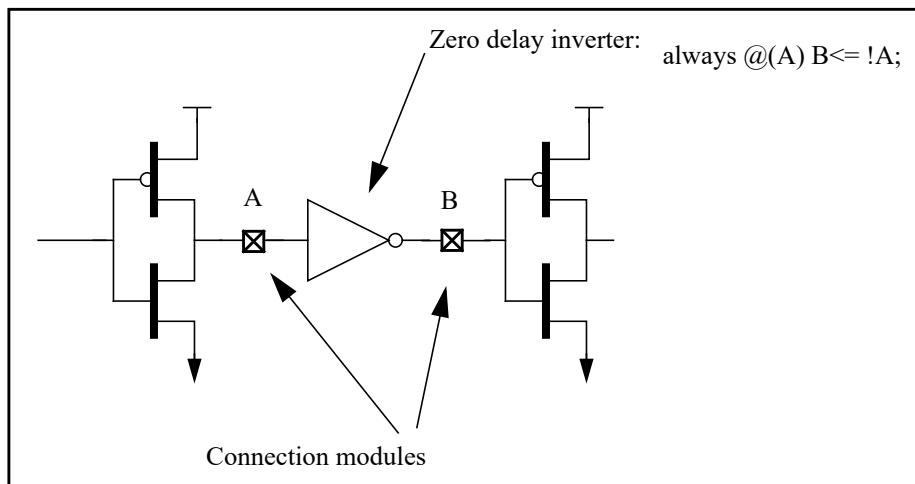 Zero delay inverter:
always @(A) B<= !A;
A
B
Connection modules